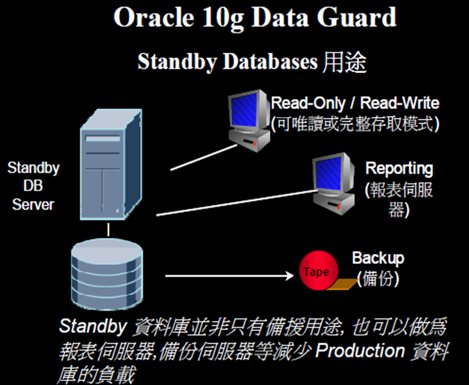 Oracle 10g Data Guard
Standby Databases 用途
Read-Only / Read-Write
(可唯讀或完整存取模式)
Standby
DB
Server
Reporting
(報表伺服
器)
Backup
(備份)
Tape
Standby 資料庫並非只有備援用途, 也可以做爲
報表伺服器,備份伺服器等減少 Production 資料
庫的負載